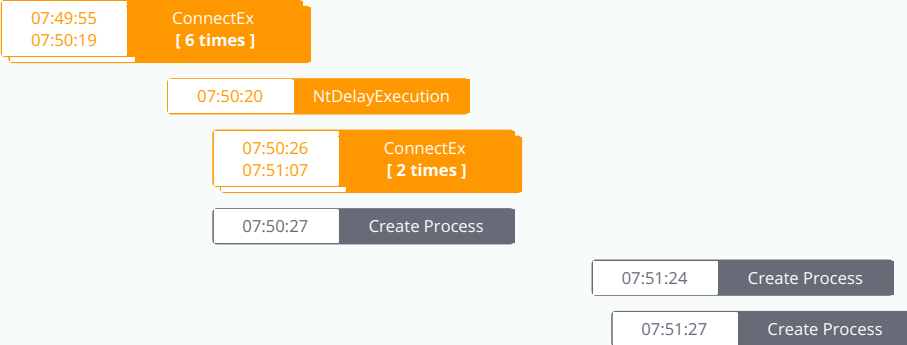 07:49:55 ConnectEx
07:50:19 [ 6 times ]
07:50:20 NtDelayExecution
07:50:26 ConnectEx
07:51:07 [ 2 times ]
07:50:27 Create Process
07:51:24 Create Process
07:51:27 Create Process